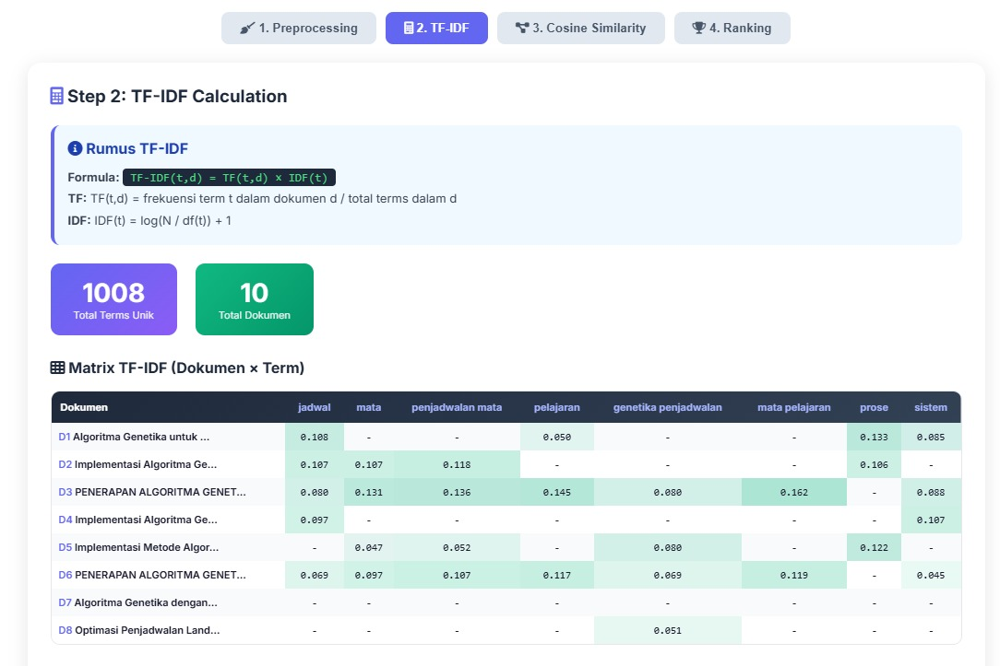 1. Preprocessing 2. TF-IDF 3. Cosine Similarity 4. Ranking
Step 2: TF-IDF Calculation
Rumus TF-IDF
Formula: TF-IDF(t,d) = TF(t,d) × IDF(t)
TF: TF(t,d) = frekuensi term t dalam dokumen d / total terms dalam d
IDF: IDF(t) = log(N / df(t)) + 1
1008 10
Total Terms Unik Total Dokumen
Matrix TF-IDF (Dokumen × Term)
Dokumen jadwal mata penjadwalan mata pelajaran genetika penjadwalan mata pelajaran prose sistem
D1 Algoritma Genetika untuk ... 0.108 - - 0.050 - - 0.133 0.085
D2 Implementasi Algoritma Ge... 0.107 0.107 0.118 - - - 0.106 -
D3 PENERAPAN ALGORITMA GENET... 0.080 0.131 0.136 0.145 0.080 0.162 - 0.088
D4 Implementasi Algoritma Ge... 0.097 - - - - - - 0.107
D5 Implementasi Metode Algor... - 0.047 0.052 - 0.080 - 0.122 -
D6 PENERAPAN ALGORITMA GENET... 0.069 0.097 0.107 0.117 0.069 0.119 - 0.045
D7 Algoritma Genetika dengan... - - - - - - - -
D8 Optimasi Penjadwalan Land... - - - - 0.051 - - -